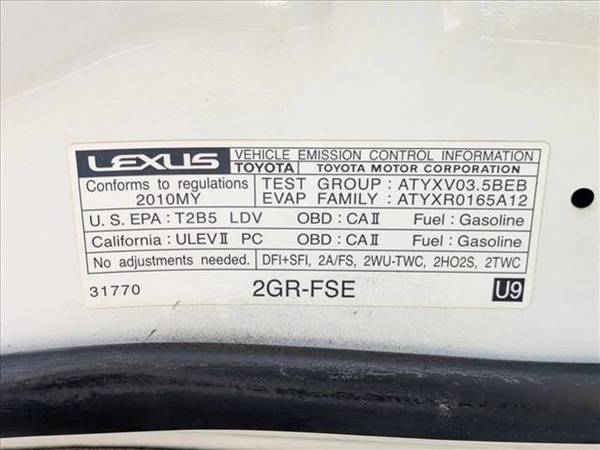 LEXUS VEHICLE EMISSION CONTROL INFORMATION
TOYOTA TOYOTA MOTOR CORPORATION
Conforms to regulations TEST GROUP : ATYXV03.5BEB
2010MY EVAP FAMILY : ATYXR0165A12
U. S. EPA : T2B5 LDV OBD : CA II Fuel : Gasoline
California : ULEV II PC OBD : CA II Fuel : Gasoline
No adjustments needed. DFI+SFI, 2A/FS, 2WU-TWC, 2HO2S, 2TWC
31770 2GR-FSE U9